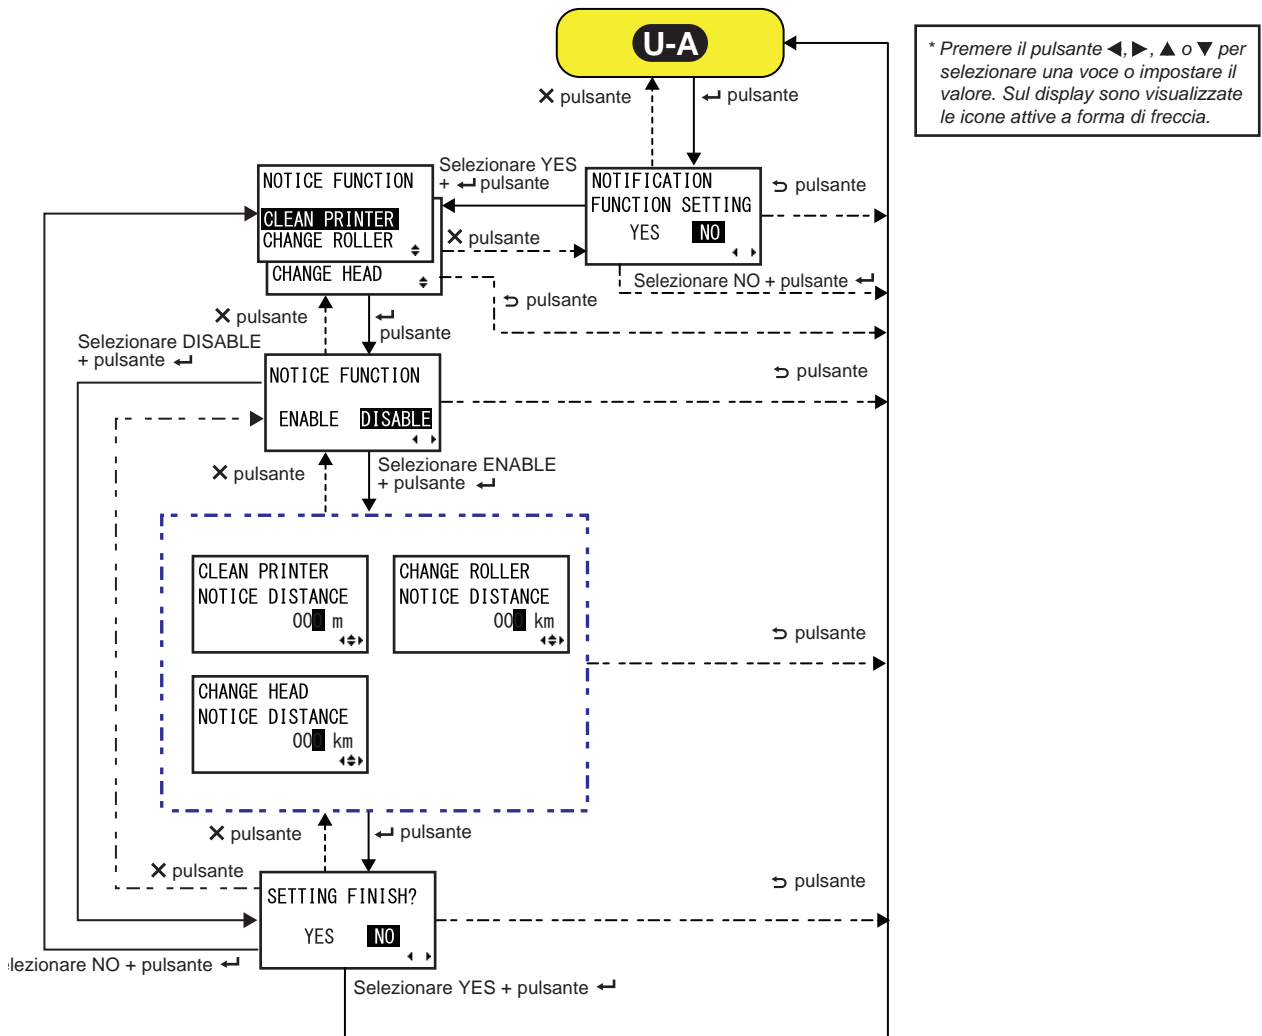 U-A
* Premere il pulsante ◀, ▶, ▲ o ▼ per
selezionare una voce o impostare il
valore. Sul display sono visualizzate
le icone attive a forma di freccia.
✕ pulsante
↵ pulsante
Selezionare YES
+ ↵ pulsante
NOTICE FUNCTION
CLEAN PRINTER
CHANGE ROLLER
CHANGE HEAD
NOTIFICATION
FUNCTION SETTING
YES NO
⮌ pulsante
✕ pulsante
Selezionare NO + pulsante ↵
⮌ pulsante
✕ pulsante
↵
pulsante
Selezionare DISABLE
+ pulsante ↵
NOTICE FUNCTION
ENABLE DISABLE
⮌ pulsante
✕ pulsante
Selezionare ENABLE
+ pulsante ↵
CLEAN PRINTER
NOTICE DISTANCE
000 m
CHANGE ROLLER
NOTICE DISTANCE
000 km
⮌ pulsante
CHANGE HEAD
NOTICE DISTANCE
000 km
✕ pulsante
↵ pulsante
✕ pulsante
SETTING FINISH?
YES NO
⮌ pulsante
lezionare NO + pulsante ↵
Selezionare YES + pulsante ↵